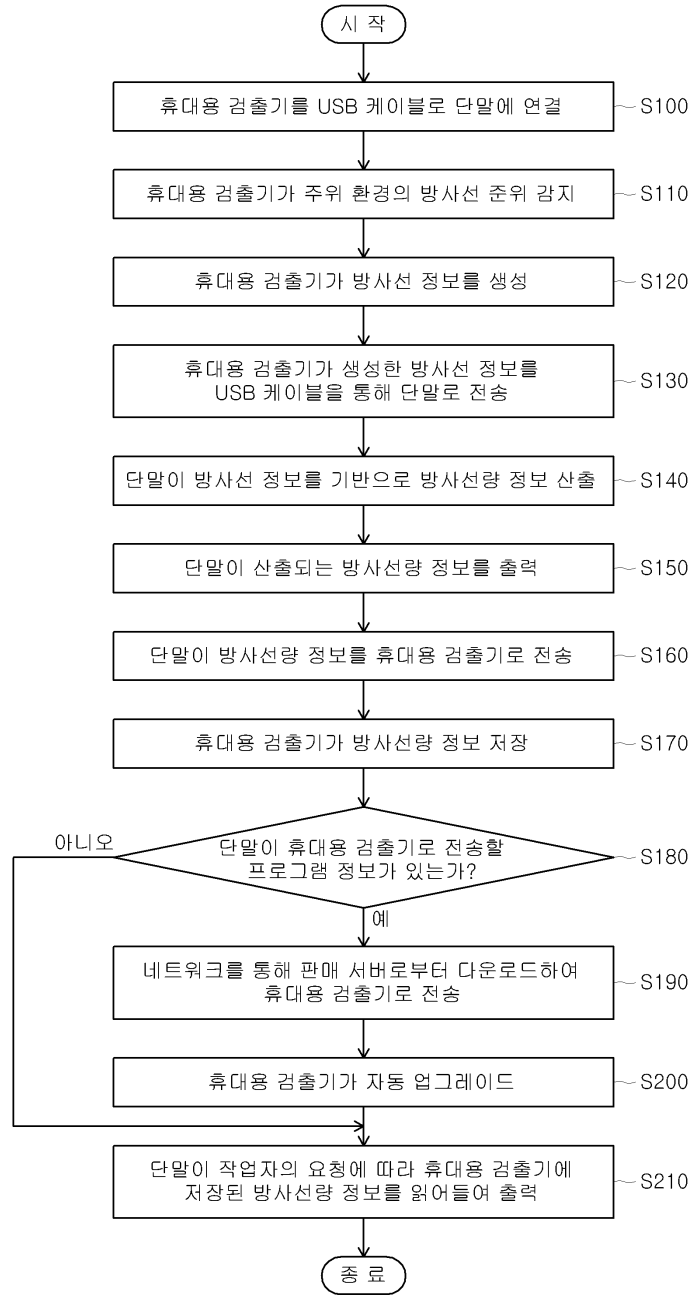 시 작
휴대용 검출기를 USB 케이블로 단말에 연결
S100
휴대용 검출기가 주위 환경의 방사선 준위 감지
S110
휴대용 검출기가 방사선 정보를 생성
S120
휴대용 검출기가 생성한 방사선 정보를
USB 케이블을 통해 단말로 전송
S130
단말이 방사선 정보를 기반으로 방사선량 정보 산출
S140
단말이 산출되는 방사선량 정보를 출력
S150
단말이 방사선량 정보를 휴대용 검출기로 전송
S160
휴대용 검출기가 방사선량 정보 저장
S170
아니오
단말이 휴대용 검출기로 전송할
프로그램 정보가 있는가?
S180
예
네트워크를 통해 판매 서버로부터 다운로드하여
휴대용 검출기로 전송
S190
휴대용 검출기가 자동 업그레이드
S200
단말이 작업자의 요청에 따라 휴대용 검출기에
저장된 방사선량 정보를 읽어들여 출력
S210
종 료